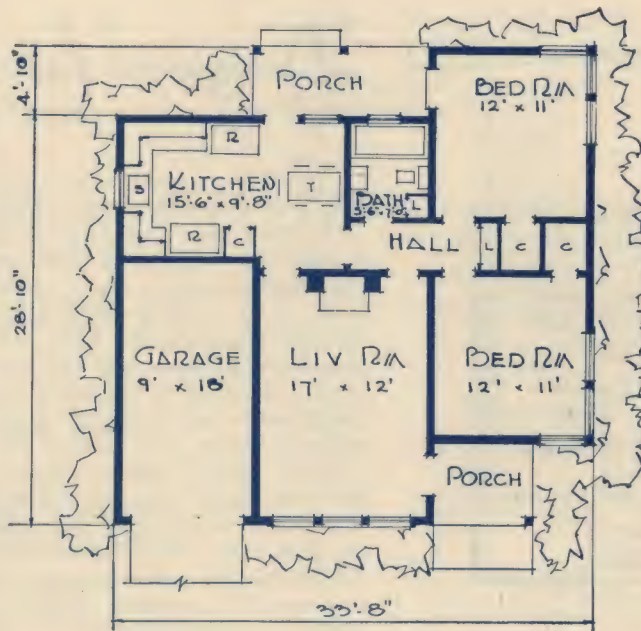 4'-10"
PORCH
BED RM
12' x 11'
R
KITCHEN
15'-6" x 9'-8"
S
T
BATH
L
R
C
HALL
L
C
C
28'-10"
GARAGE
9' x 18'
LIV RM
17' x 12'
BED RM
12' x 11'
PORCH
33'-8"